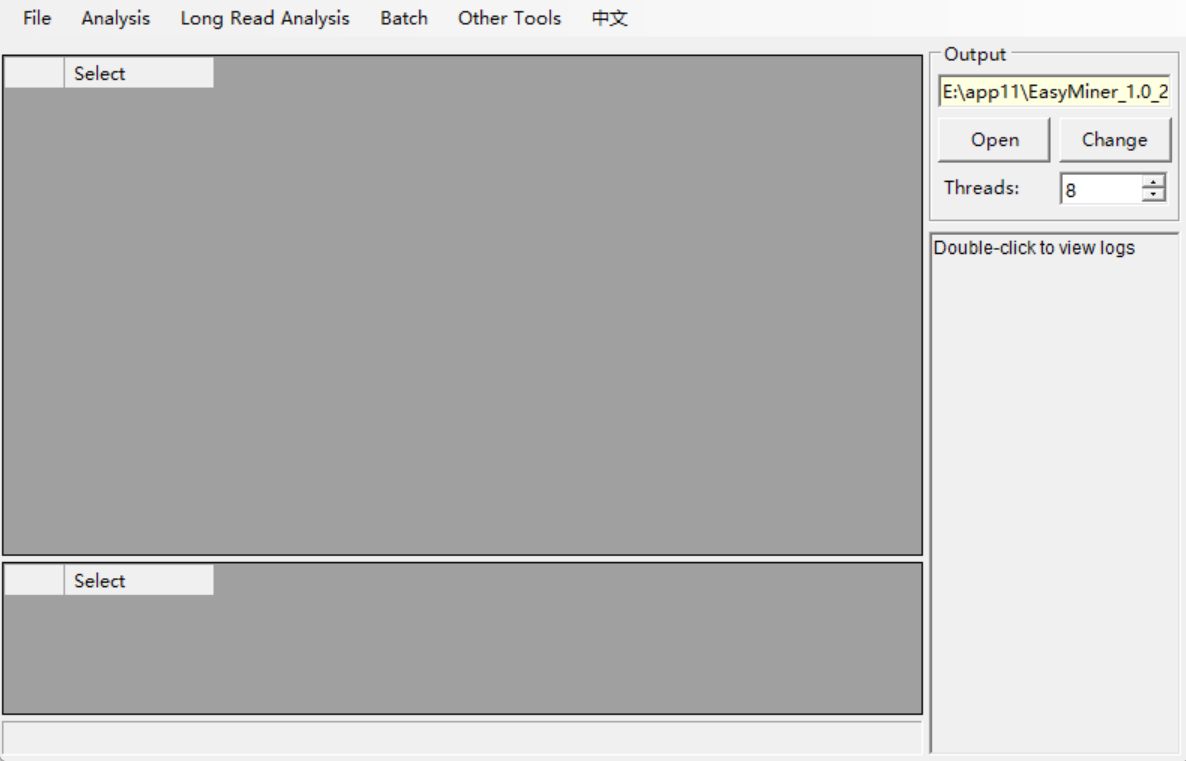 File Analysis Long Read Analysis Batch Other Tools 中文
Select
Output
E:\app11\EasyMiner_1.0_2
Open Change
Threads: 8
Double-click to view logs
Select